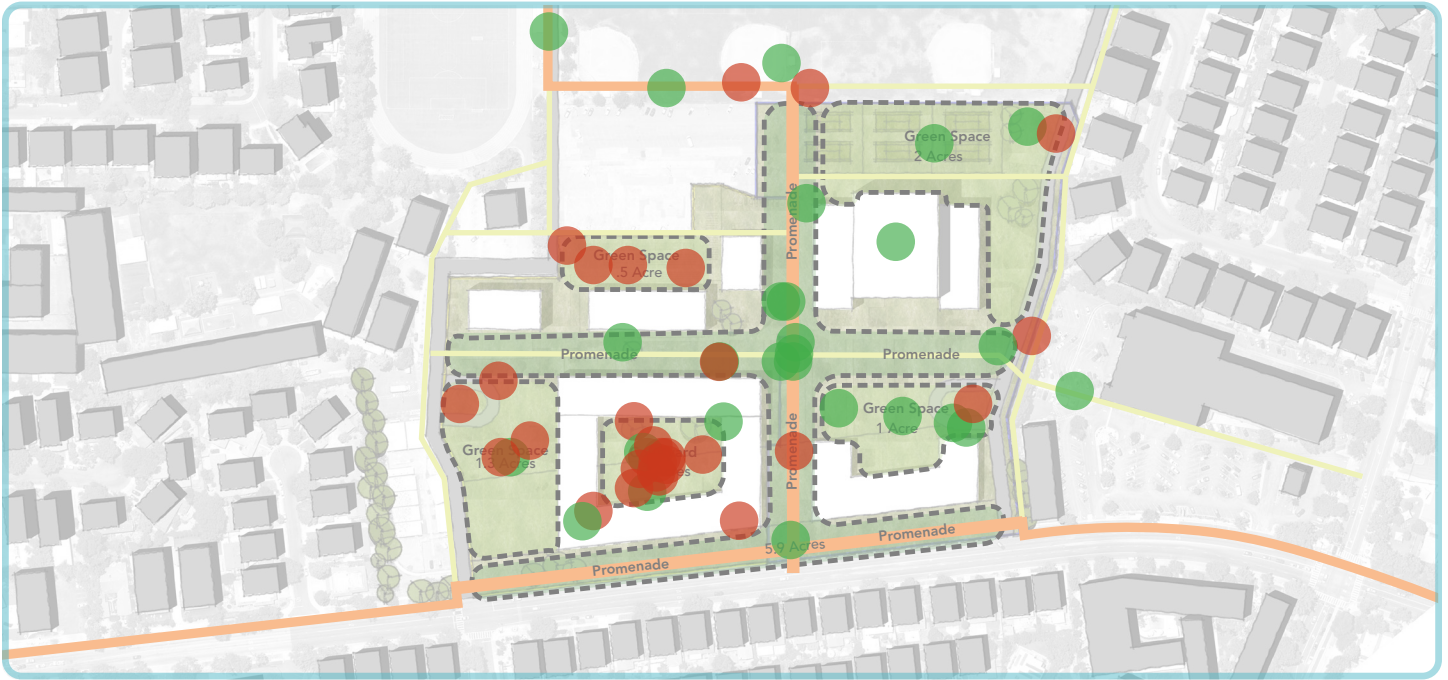 Green Space
2 Acres
Promenade
Green Space
.5 Acre
Promenade
Promenade
Green Space
1 Acre
Green Space
1.3 Acres
Promenade
5.9 Acres
Promenade
Promenade